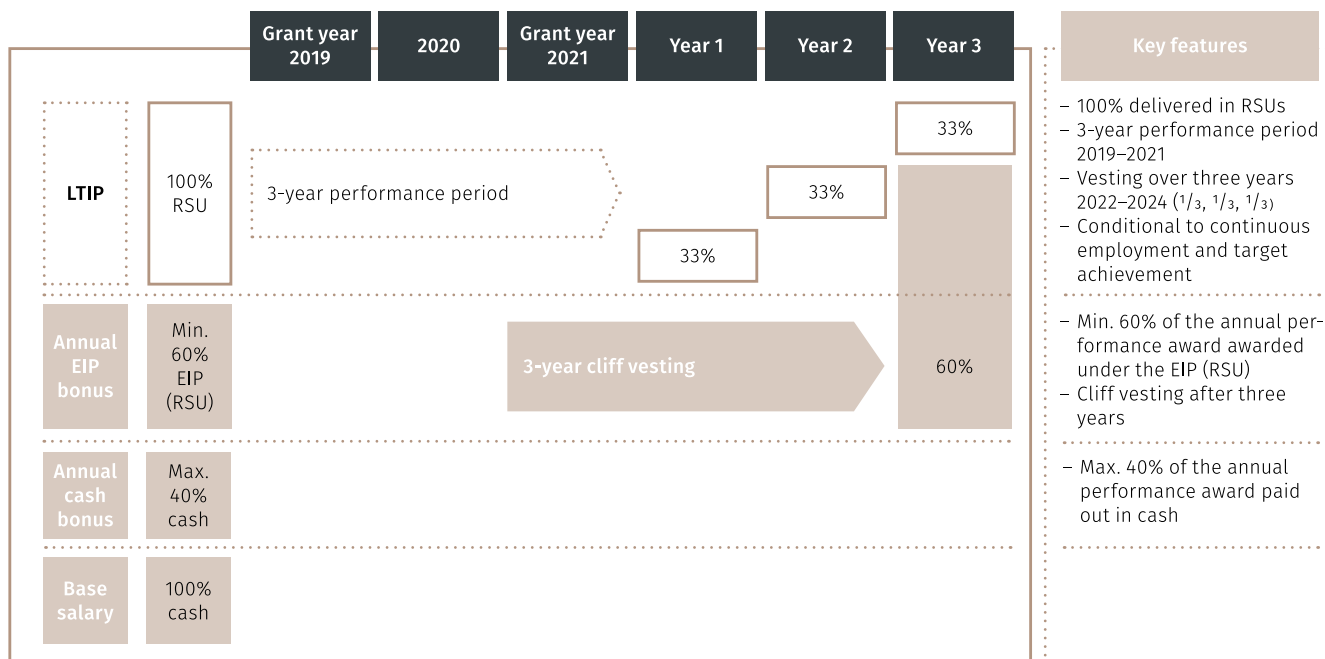 Grant year
2019
2020
Grant year
2021
Year 1
Year 2
Year 3
Key features
LTIP
100%
RSU
3-year performance period
33%
33%
33%
– 100% delivered in RSUs
– 3-year performance period
2019–2021
– Vesting over three years
2022–2024 (1/3, 1/3, 1/3)
– Conditional to continuous
employment and target
achievement
Annual
EIP
bonus
Min.
60%
EIP
(RSU)
3-year cliff vesting
60%
– Min. 60% of the annual per–
formance award awarded
under the EIP (RSU)
– Cliff vesting after three
years
Annual
cash
bonus
Max.
40%
cash
– Max. 40% of the annual
performance award paid
out in cash
Base
salary
100%
cash